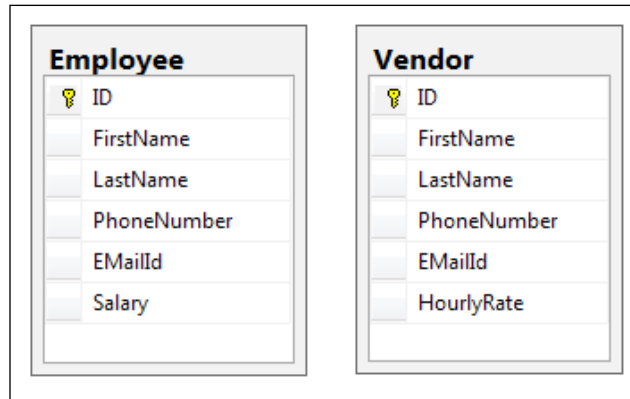 Employee
ID
FirstName
LastName
PhoneNumber
EMailId
Salary
Vendor
ID
FirstName
LastName
PhoneNumber
EMailId
HourlyRate